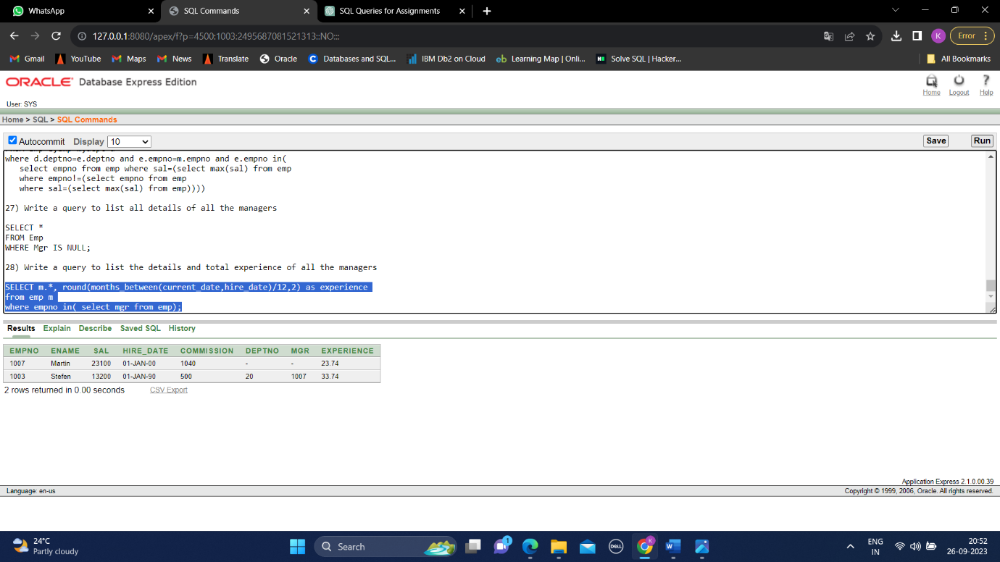 WhatsApp
SQL Commands
SQL Queries for Assignments
127.0.0.1:8080/apex/f?p=4500:1003:2495687081521313::NO:::
K
Error
Gmail
YouTube
Maps
News
Translate
Oracle
Databases and SQL...
IBM Db2 on Cloud
Learning Map | Onli...
Solve SQL | Hacker...
All Bookmarks
ORACLE Database Express Edition
Home
Logout
Help
User: SYS
Home > SQL > SQL Commands
Autocommit Display 10
Save
Run
where d.deptno=e.deptno and e.empno=m.empno and e.empno in(
select empno from emp where sal=(select max(sal) from emp
where empno!=(select empno from emp
where sal=(select max(sal) from emp))))
27) Write a query to list all details of all the managers
SELECT *
FROM Emp
WHERE Mgr IS NULL;
28) Write a query to list the details and total experience of all the managers
SELECT m.*, round(months_between(current_date,hire_date)/12,2) as experience
from emp m
where empno in( select mgr from emp);
Results Explain Describe Saved SQL History
EMPNO ENAME SAL HIRE_DATE COMMISSION DEPTNO MGR EXPERIENCE
1007 Martin 23100 01-JAN-00 1040 - - 23.74
1003 Stefen 13200 01-JAN-90 500 20 1007 33.74
2 rows returned in 0.00 seconds CSV Export
Application Express 2.1.0.00.39
Language: en-us
Copyright © 1999, 2006, Oracle. All rights reserved.
24°C
Partly cloudy
Search
1
DELL
K
W
ENG
IN
20:52
26-09-2023